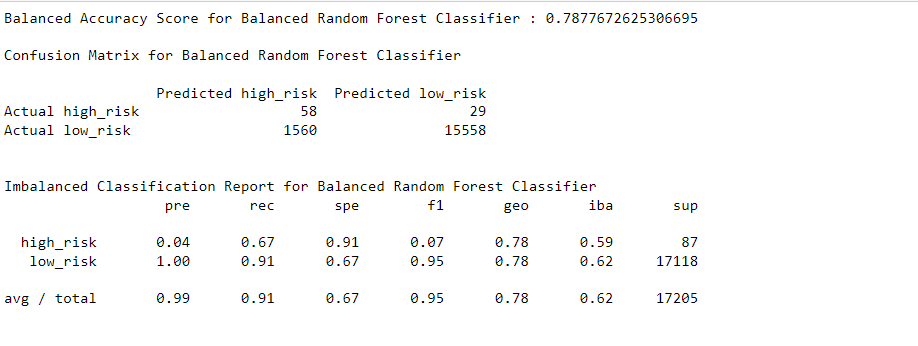 Balanced Accuracy Score for Balanced Random Forest Classifier : 0.7877672625306695
Confusion Matrix for Balanced Random Forest Classifier
Predicted high_risk Predicted low_risk
Actual high_risk 58 29
Actual low_risk 1560 15558
Imbalanced Classification Report for Balanced Random Forest Classifier
pre rec spe f1 geo iba sup
high_risk 0.04 0.67 0.91 0.07 0.78 0.59 87
low_risk 1.00 0.91 0.67 0.95 0.78 0.62 17118
avg / total 0.99 0.91 0.67 0.95 0.78 0.62 17205